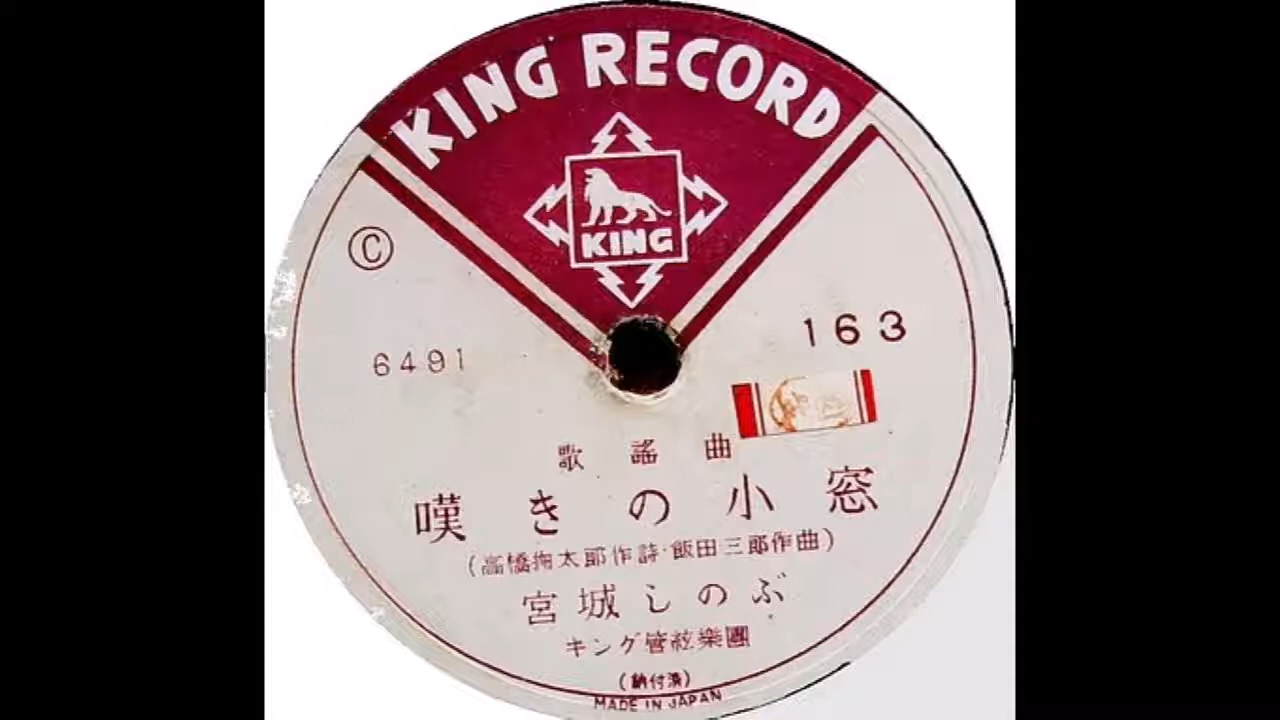 KING RECORD
KING
Ⓒ
163
6491
歌謡曲
嘆きの小窓
(高橋掬太郎作詩・飯田三郎作曲)
宮城しのぶ
キング管絃樂團
(納付済)
MADE IN JAPAN